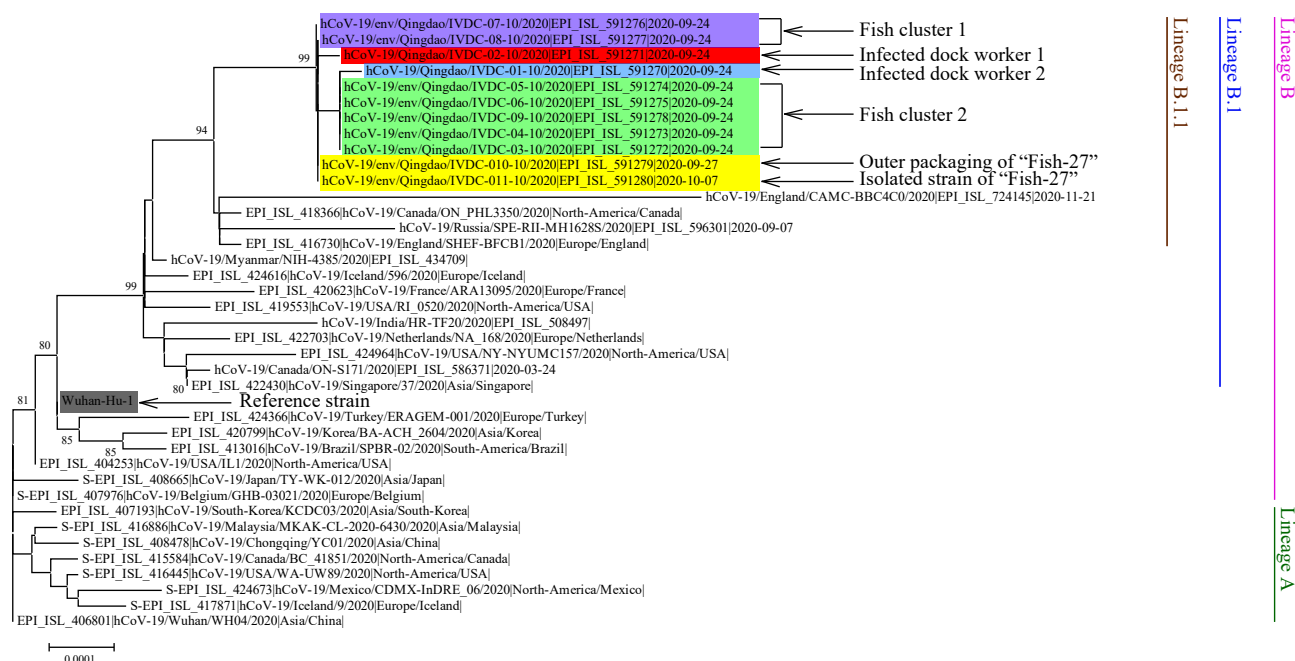 hCoV-19/env/Qingdao/IVDC-07-10/2020|EPI_ISL_591276|2020-09-24
hCoV-19/env/Qingdao/IVDC-08-10/2020|EPI_ISL_591277|2020-09-24
Fish cluster 1
hCoV-19/Qingdao/IVDC-02-10/2020|EPI_ISL_591271|2020-09-24
Infected dock worker 1
99
hCoV-19/Qingdao/IVDC-01-10/2020|EPI_ISL_591270|2020-09-24
Infected dock worker 2
hCoV-19/env/Qingdao/IVDC-05-10/2020|EPI_ISL_591274|2020-09-24
hCoV-19/env/Qingdao/IVDC-06-10/2020|EPI_ISL_591275|2020-09-24
hCoV-19/env/Qingdao/IVDC-09-10/2020|EPI_ISL_591278|2020-09-24
Fish cluster 2
hCoV-19/env/Qingdao/IVDC-04-10/2020|EPI_ISL_591273|2020-09-24
94
hCoV-19/env/Qingdao/IVDC-03-10/2020|EPI_ISL_591272|2020-09-24
hCoV-19/env/Qingdao/IVDC-010-10/2020|EPI_ISL_591279|2020-09-27
Outer packaging of “Fish-27”
hCoV-19/env/Qingdao/IVDC-011-10/2020|EPI_ISL_591280|2020-10-07
Isolated strain of “Fish-27”
hCoV-19/England/CAMC-BBC4C0/2020|EPI_ISL_724145|2020-11-21
EPI_ISL_418366|hCoV-19/Canada/ON_PHL3350/2020|North-America/Canada|
hCoV-19/Russia/SPE-RII-MH1628S/2020|EPI_ISL_596301|2020-09-07
EPI_ISL_416730|hCoV-19/England/SHEF-BFCB1/2020|Europe/England|
hCoV-19/Myanmar/NIH-4385/2020|EPI_ISL_434709|
EPI_ISL_424616|hCoV-19/Iceland/596/2020|Europe/Iceland|
99
EPI_ISL_420623|hCoV-19/France/ARA13095/2020|Europe/France|
EPI_ISL_419553|hCoV-19/USA/RI_0520/2020|North-America/USA|
hCoV-19/India/HR-TF20/2020|EPI_ISL_508497|
EPI_ISL_422703|hCoV-19/Netherlands/NA_168/2020|Europe/Netherlands|
80
EPI_ISL_424964|hCoV-19/USA/NY-NYUMC157/2020|North-America/USA|
hCoV-19/Canada/ON-S171/2020|EPI_ISL_586371|2020-03-24
80
EPI_ISL_422430|hCoV-19/Singapore/37/2020|Asia/Singapore|
81
Wuhan-Hu-1
Reference strain
EPI_ISL_424366|hCoV-19/Turkey/ERAGEM-001/2020|Europe/Turkey|
EPI_ISL_420799|hCoV-19/Korea/BA-ACH_2604/2020|Asia/Korea|
85
85
EPI_ISL_413016|hCoV-19/Brazil/SPBR-02/2020|South-America/Brazil|
EPI_ISL_404253|hCoV-19/USA/IL1/2020|North-America/USA|
S-EPI_ISL_408665|hCoV-19/Japan/TY-WK-012/2020|Asia/Japan|
S-EPI_ISL_407976|hCoV-19/Belgium/GHB-03021/2020|Europe/Belgium|
EPI_ISL_407193|hCoV-19/South-Korea/KCDC03/2020|Asia/South-Korea|
S-EPI_ISL_416886|hCoV-19/Malaysia/MKAK-CL-2020-6430/2020|Asia/Malaysia|
S-EPI_ISL_408478|hCoV-19/Chongqing/YC01/2020|Asia/China|
S-EPI_ISL_415584|hCoV-19/Canada/BC_41851/2020|North-America/Canada|
S-EPI_ISL_416445|hCoV-19/USA/WA-UW89/2020|North-America/USA|
S-EPI_ISL_424673|hCoV-19/Mexico/CDMX-InDRE_06/2020|North-America/Mexico|
S-EPI_ISL_417871|hCoV-19/Iceland/9/2020|Europe/Iceland|
EPI_ISL_406801|hCoV-19/Wuhan/WH04/2020|Asia/China|
0.0001
Lineage B.1.1
Lineage B.1
Lineage B
Lineage A